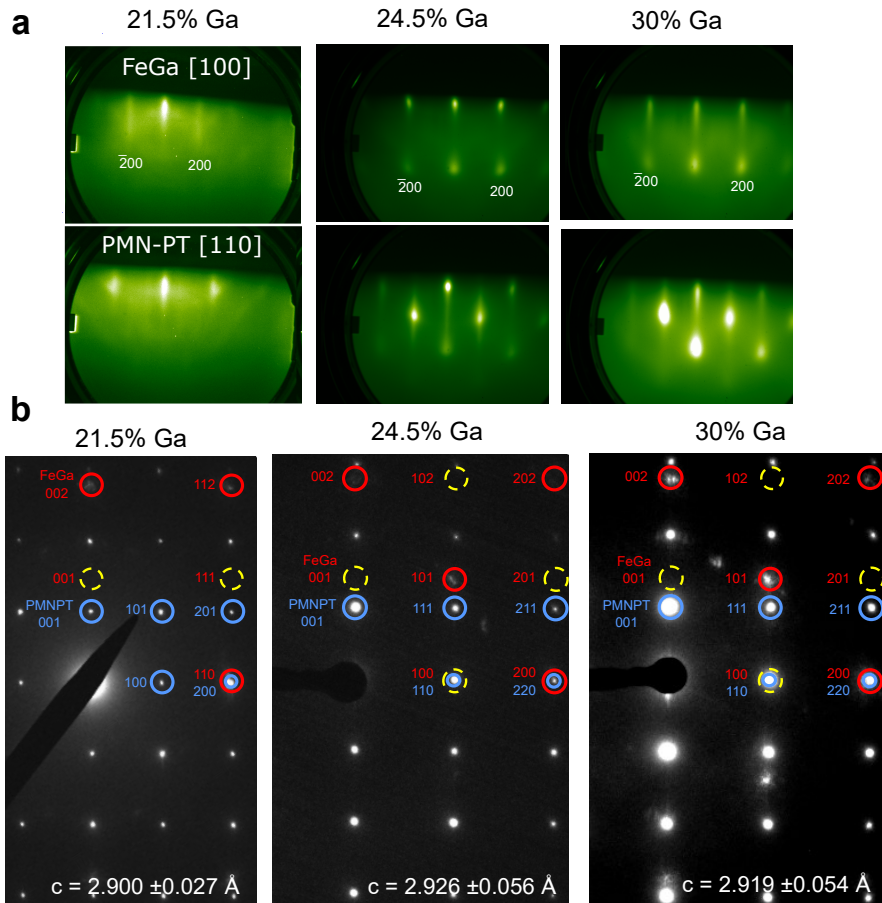 a
21.5% Ga
24.5% Ga
30% Ga
FeGa [100]
2̅00
200
2̅00
200
2̅00
200
PMN-PT [110]
b
21.5% Ga
24.5% Ga
30% Ga
FeGa
002
112
001
111
PMNPT
001
101
201
100
110
200
c = 2.900 ±0.027 Å
002
102
202
FeGa
001
101
201
PMNPT
001
111
211
100
110
200
220
c = 2.926 ±0.056 Å
002
102
202
FeGa
001
101
201
PMNPT
001
111
211
100
110
200
220
c = 2.919 ±0.054 Å